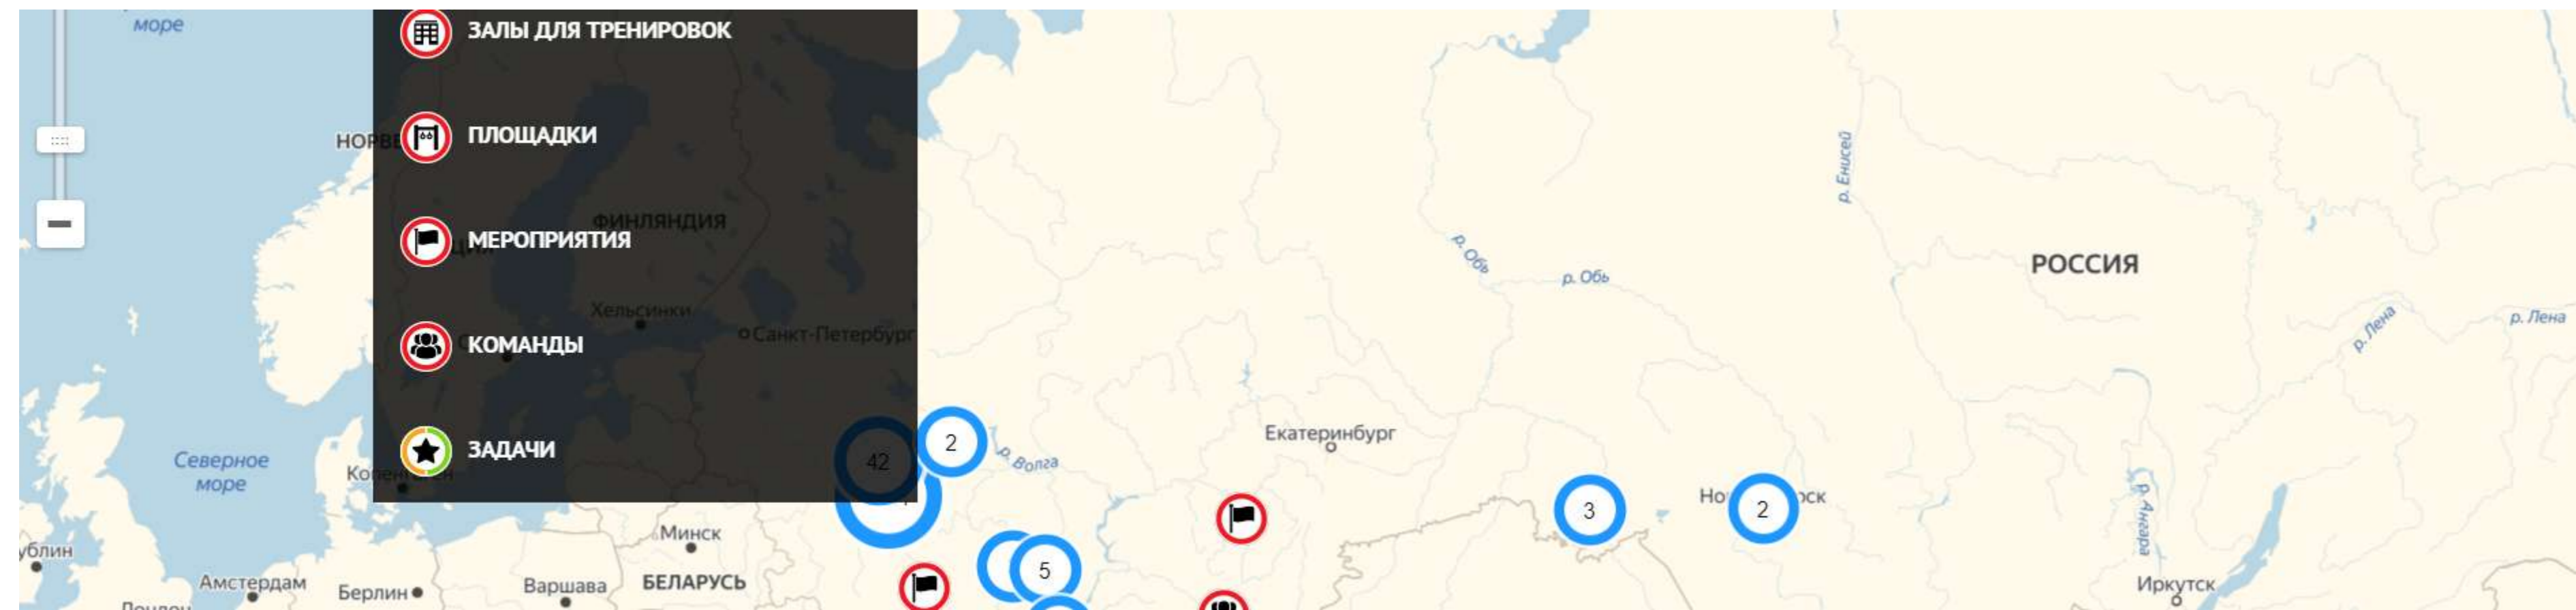 море
ЗАЛЫ ДЛЯ ТРЕНИРОВОК
ПЛОЩАДКИ
МЕРОПРИЯТИЯ
КОМАНДЫ
ЗАДАЧИ
ФИНЛЯНДИЯ
Хельсинки
Санкт-Петербург
р. Енисей
р. Обь
р. Обь
РОССИЯ
р. Лена
р. Лена
Северное
море
42
2
р. Волга
Екатеринбург
3
2
р. Ангара
Минск
5
Амстердам
Берлин
Варшава
БЕЛАРУСЬ
Иркутск